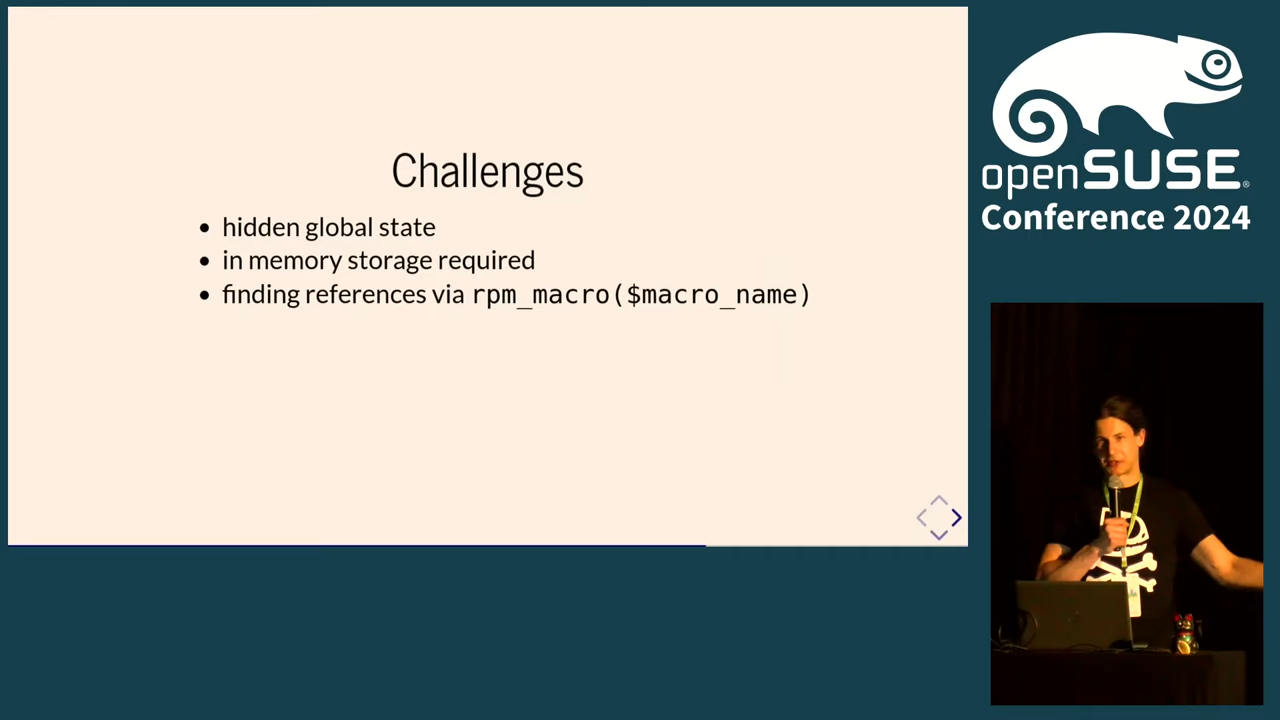 Challenges
• hidden global state
• in memory storage required
• finding references via rpm_macro($macro_name)
openSUSE®
Conference 2024